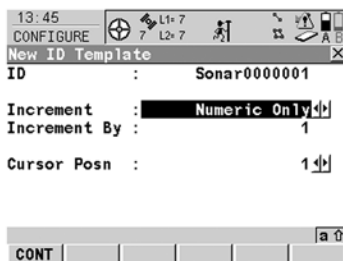 13:45
CONFIGURE
7 L1= 7
L2= 7
A B
New ID Template
ID : Sonar0000001
Increment : Numeric Only
Increment By : 1
Cursor Posn : 1
a
CONT